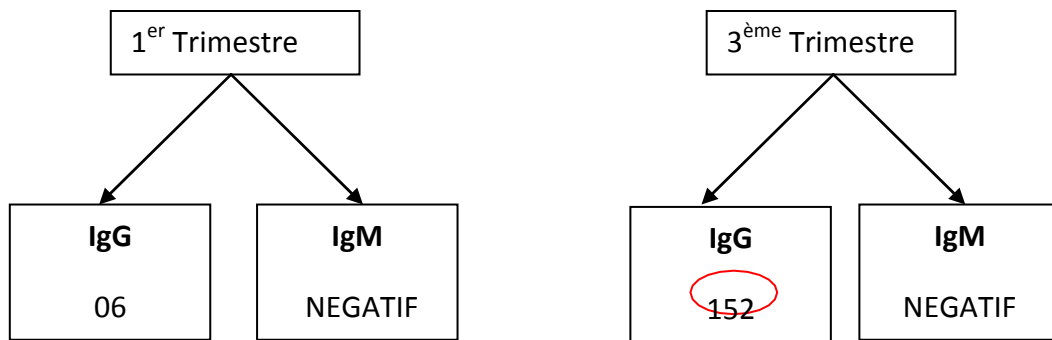 1er Trimestre
3ème Trimestre
IgG
IgM
IgG
IgM
06
NEGATIF
152
NEGATIF